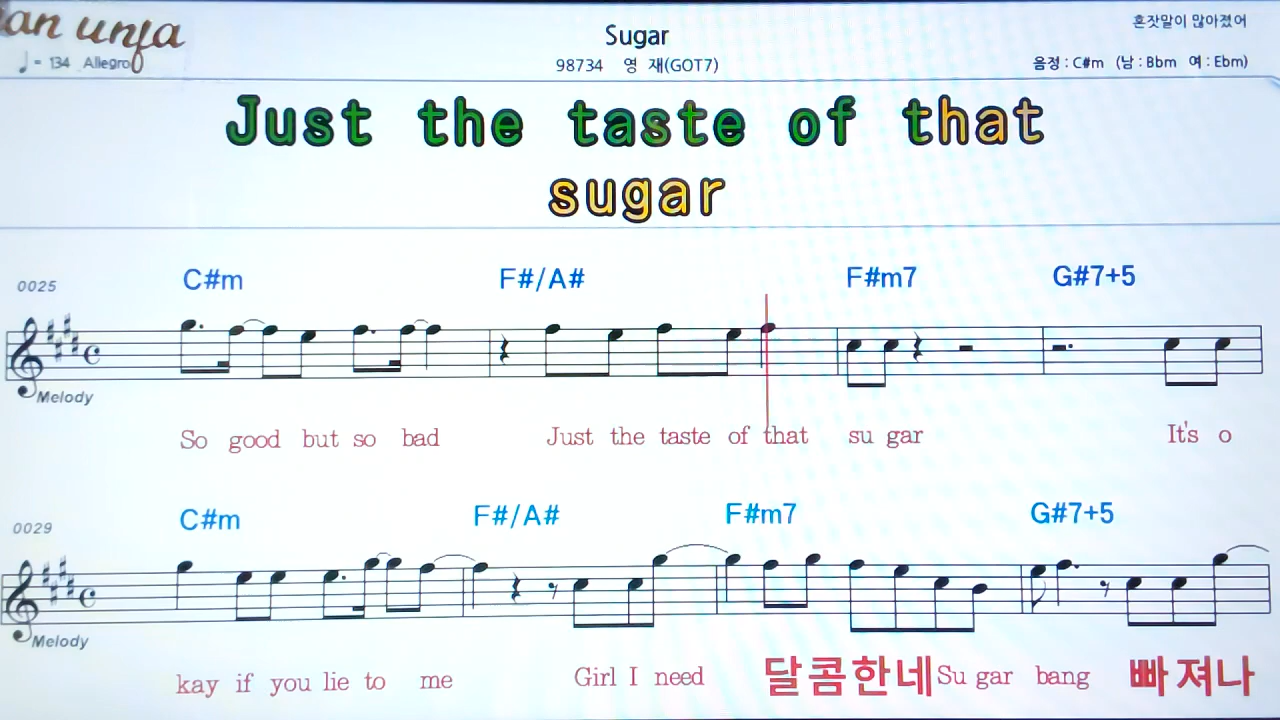 an unfa
Sugar
혼잣말이 많아졌어
♩= 134 Allegro
98734 영 재(GOT7)
음정 : C#m (남 : Bbm 여 : Ebm)
Just the taste of that
sugar
0025 C#m F#/A# F#m7 G#7+5
Melody
So good but so bad Just the taste of that su gar It's o
0029 C#m F#/A# F#m7 G#7+5
Melody
kay if you lie to me Girl I need 달콤한네 Su gar bang 빠져나